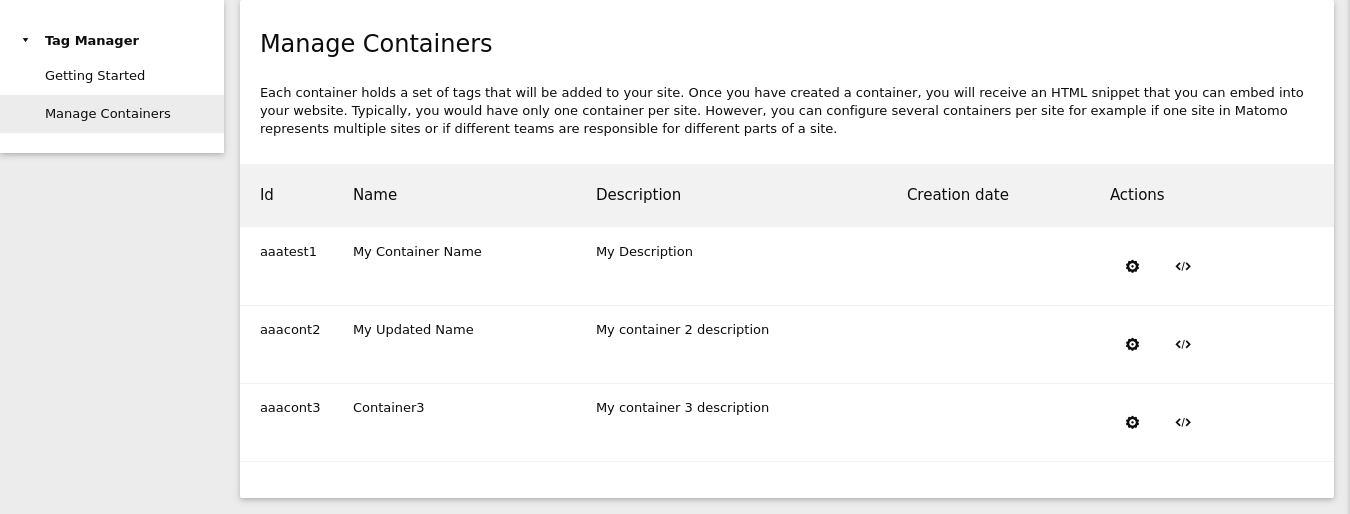 Tag Manager
Getting Started
Manage Containers
Manage Containers
Each container holds a set of tags that will be added to your site. Once you have created a container, you will receive an HTML snippet that you can embed into
your website. Typically, you would have only one container per site. However, you can configure several containers per site for example if one site in Matomo
represents multiple sites or if different teams are responsible for different parts of a site.
Id Name Description Creation date Actions
aaatest1 My Container Name My Description
aaacont2 My Updated Name My container 2 description
aaacont3 Container3 My container 3 description